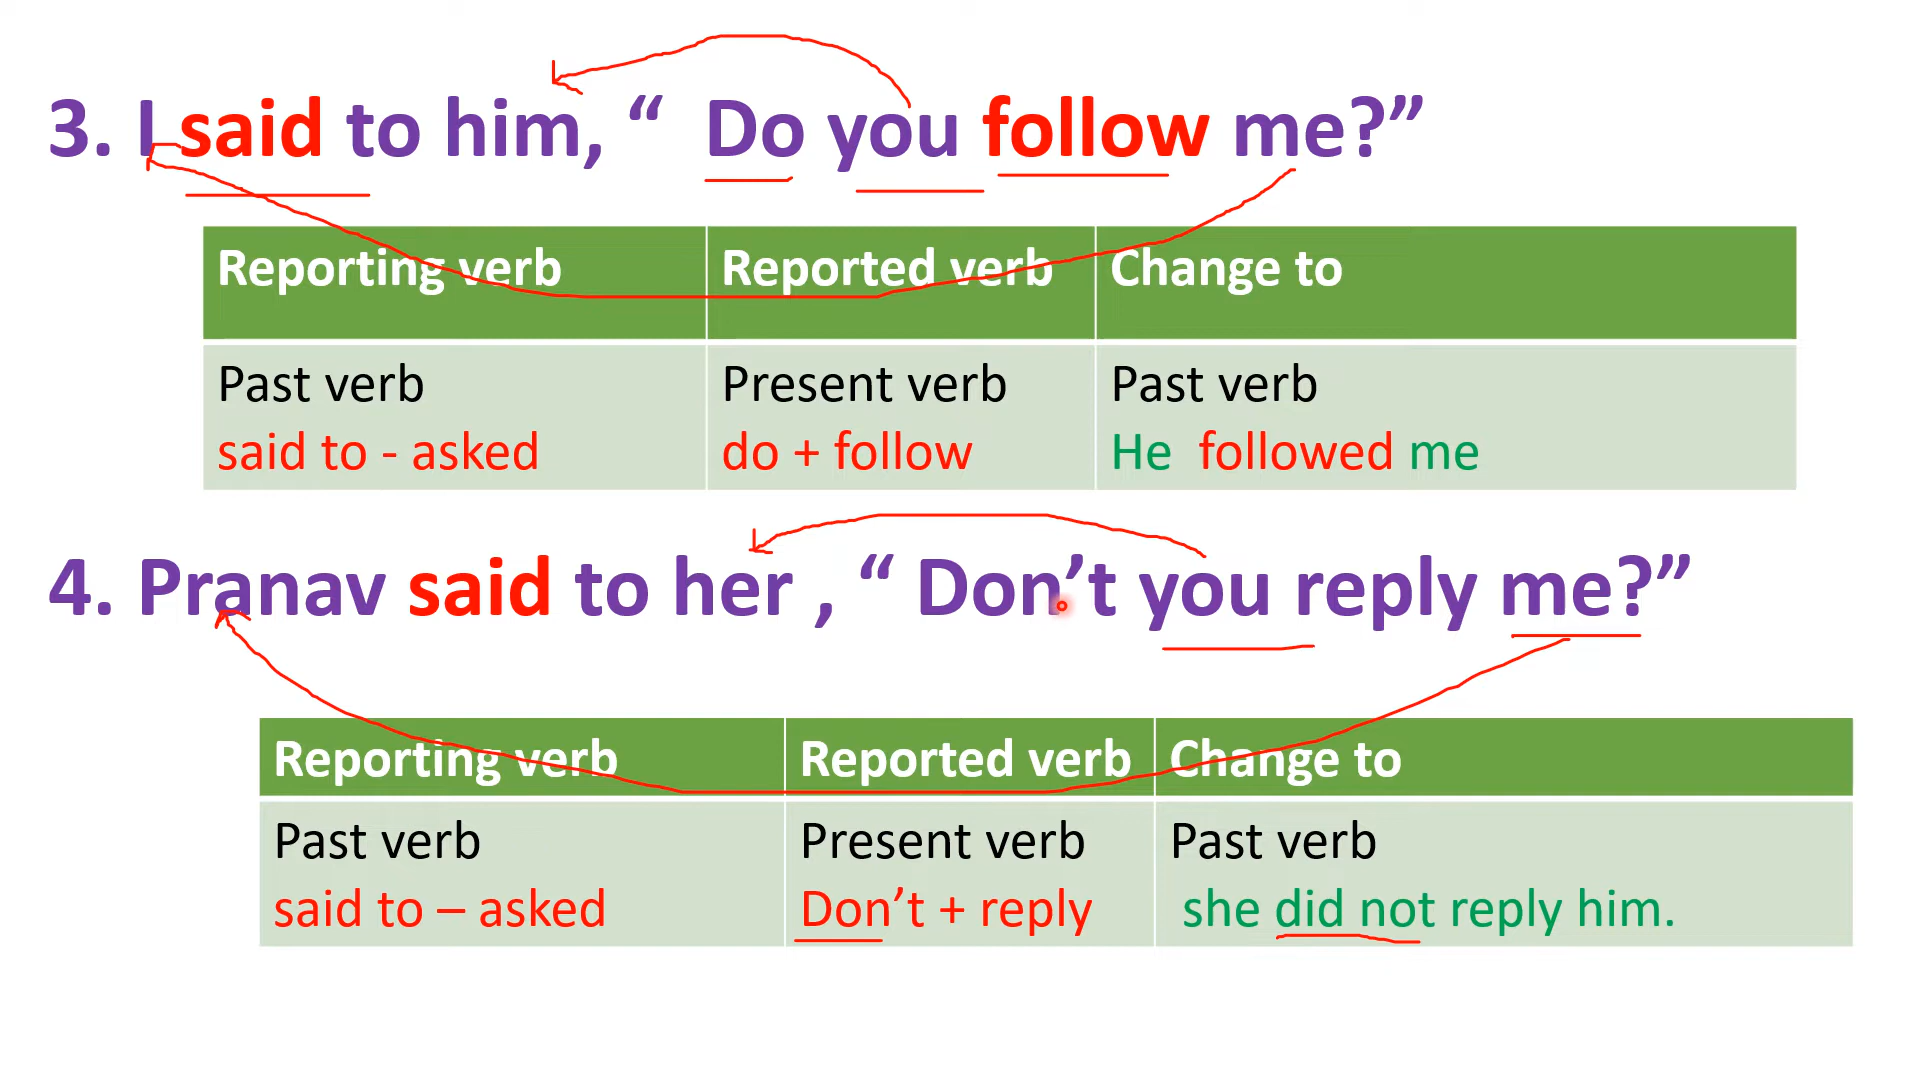 3. I said to him, “ Do you follow me?”
Reporting verb Reported verb Change to
Past verb Present verb Past verb
said to - asked do + follow He followed me
4. Pranav said to her , “ Don’t you reply me?”
Reporting verb Reported verb Change to
Past verb Present verb Past verb
said to – asked Don’t + reply she did not reply him.